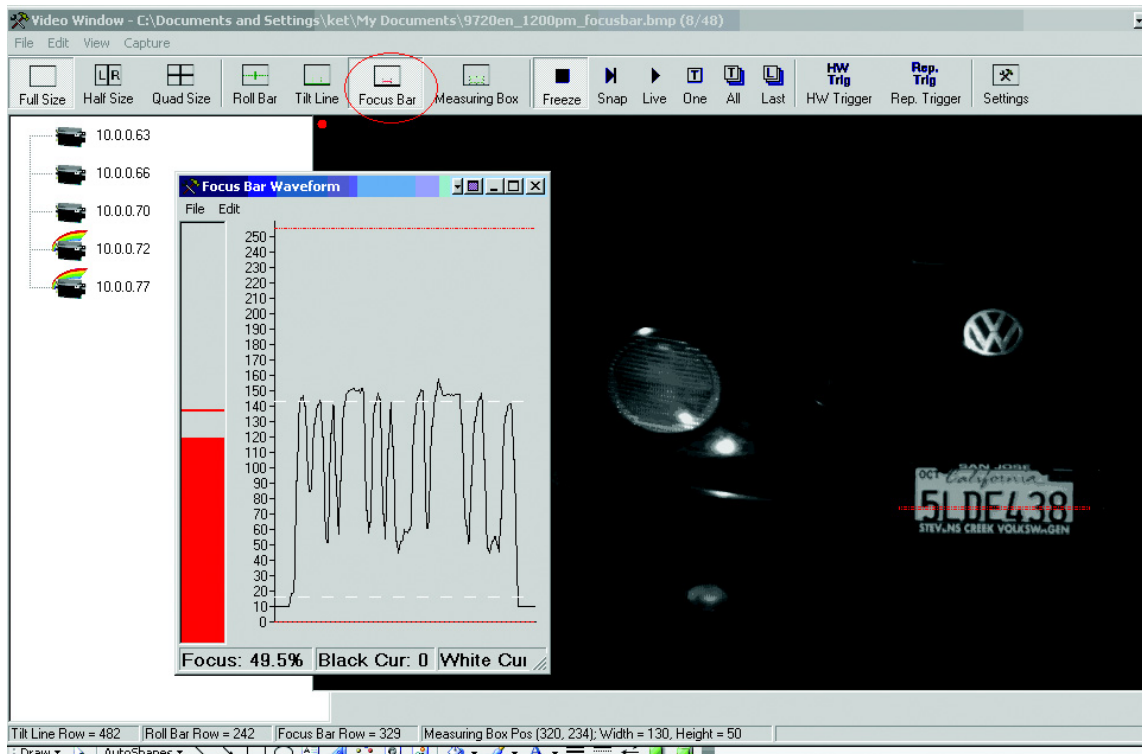 Video Window - C:\Documents and Settings\ket\My Documents\9720en_1200pm_focusbar.bmp (8/48)
File Edit View Capture
L R T T HW Trig Rep. Trig
Full Size Half Size Quad Size Roll Bar Tilt Line Focus Bar Measuring Box Freeze Snap Live One All Last HW Trigger Rep. Trigger Settings
10.0.0.63
10.0.0.66
10.0.0.70
10.0.0.72
10.0.0.77
Focus Bar Waveform
File Edit
250
240
230
220
210
200
190
180
170
160
150
140
130
120
110
100
90
80
70
60
50
40
30
20
10
0
Focus: 49.5% Black Cur: 0 White Cur
SAN JOSE
OCT California
5LDE438
CREEK VOLKSWAGEN
Tilt Line Row = 482 Roll Bar Row = 242 Focus Bar Row = 329 Measuring Box Pos (320, 234); Width = 130, Height = 50
Draw AutoShapes